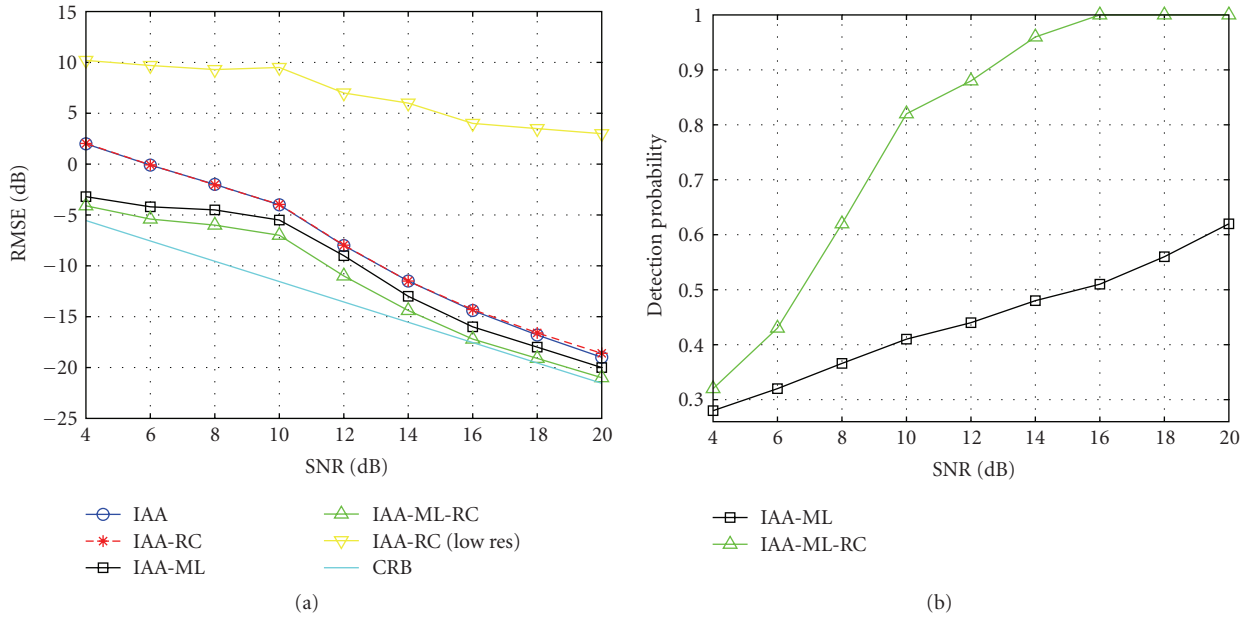 15
10
5
0
−5
−10
−15
−20
−25
RMSE (dB)
4 6 8 10 12 14 16 18 20
SNR (dB)
IAA
IAA-RC
IAA-ML
IAA-ML-RC
IAA-RC (low res)
CRB
(a)
1
0.9
0.8
0.7
0.6
0.5
0.4
0.3
Detection probability
4 6 8 10 12 14 16 18 20
SNR (dB)
IAA-ML
IAA-ML-RC
(b)